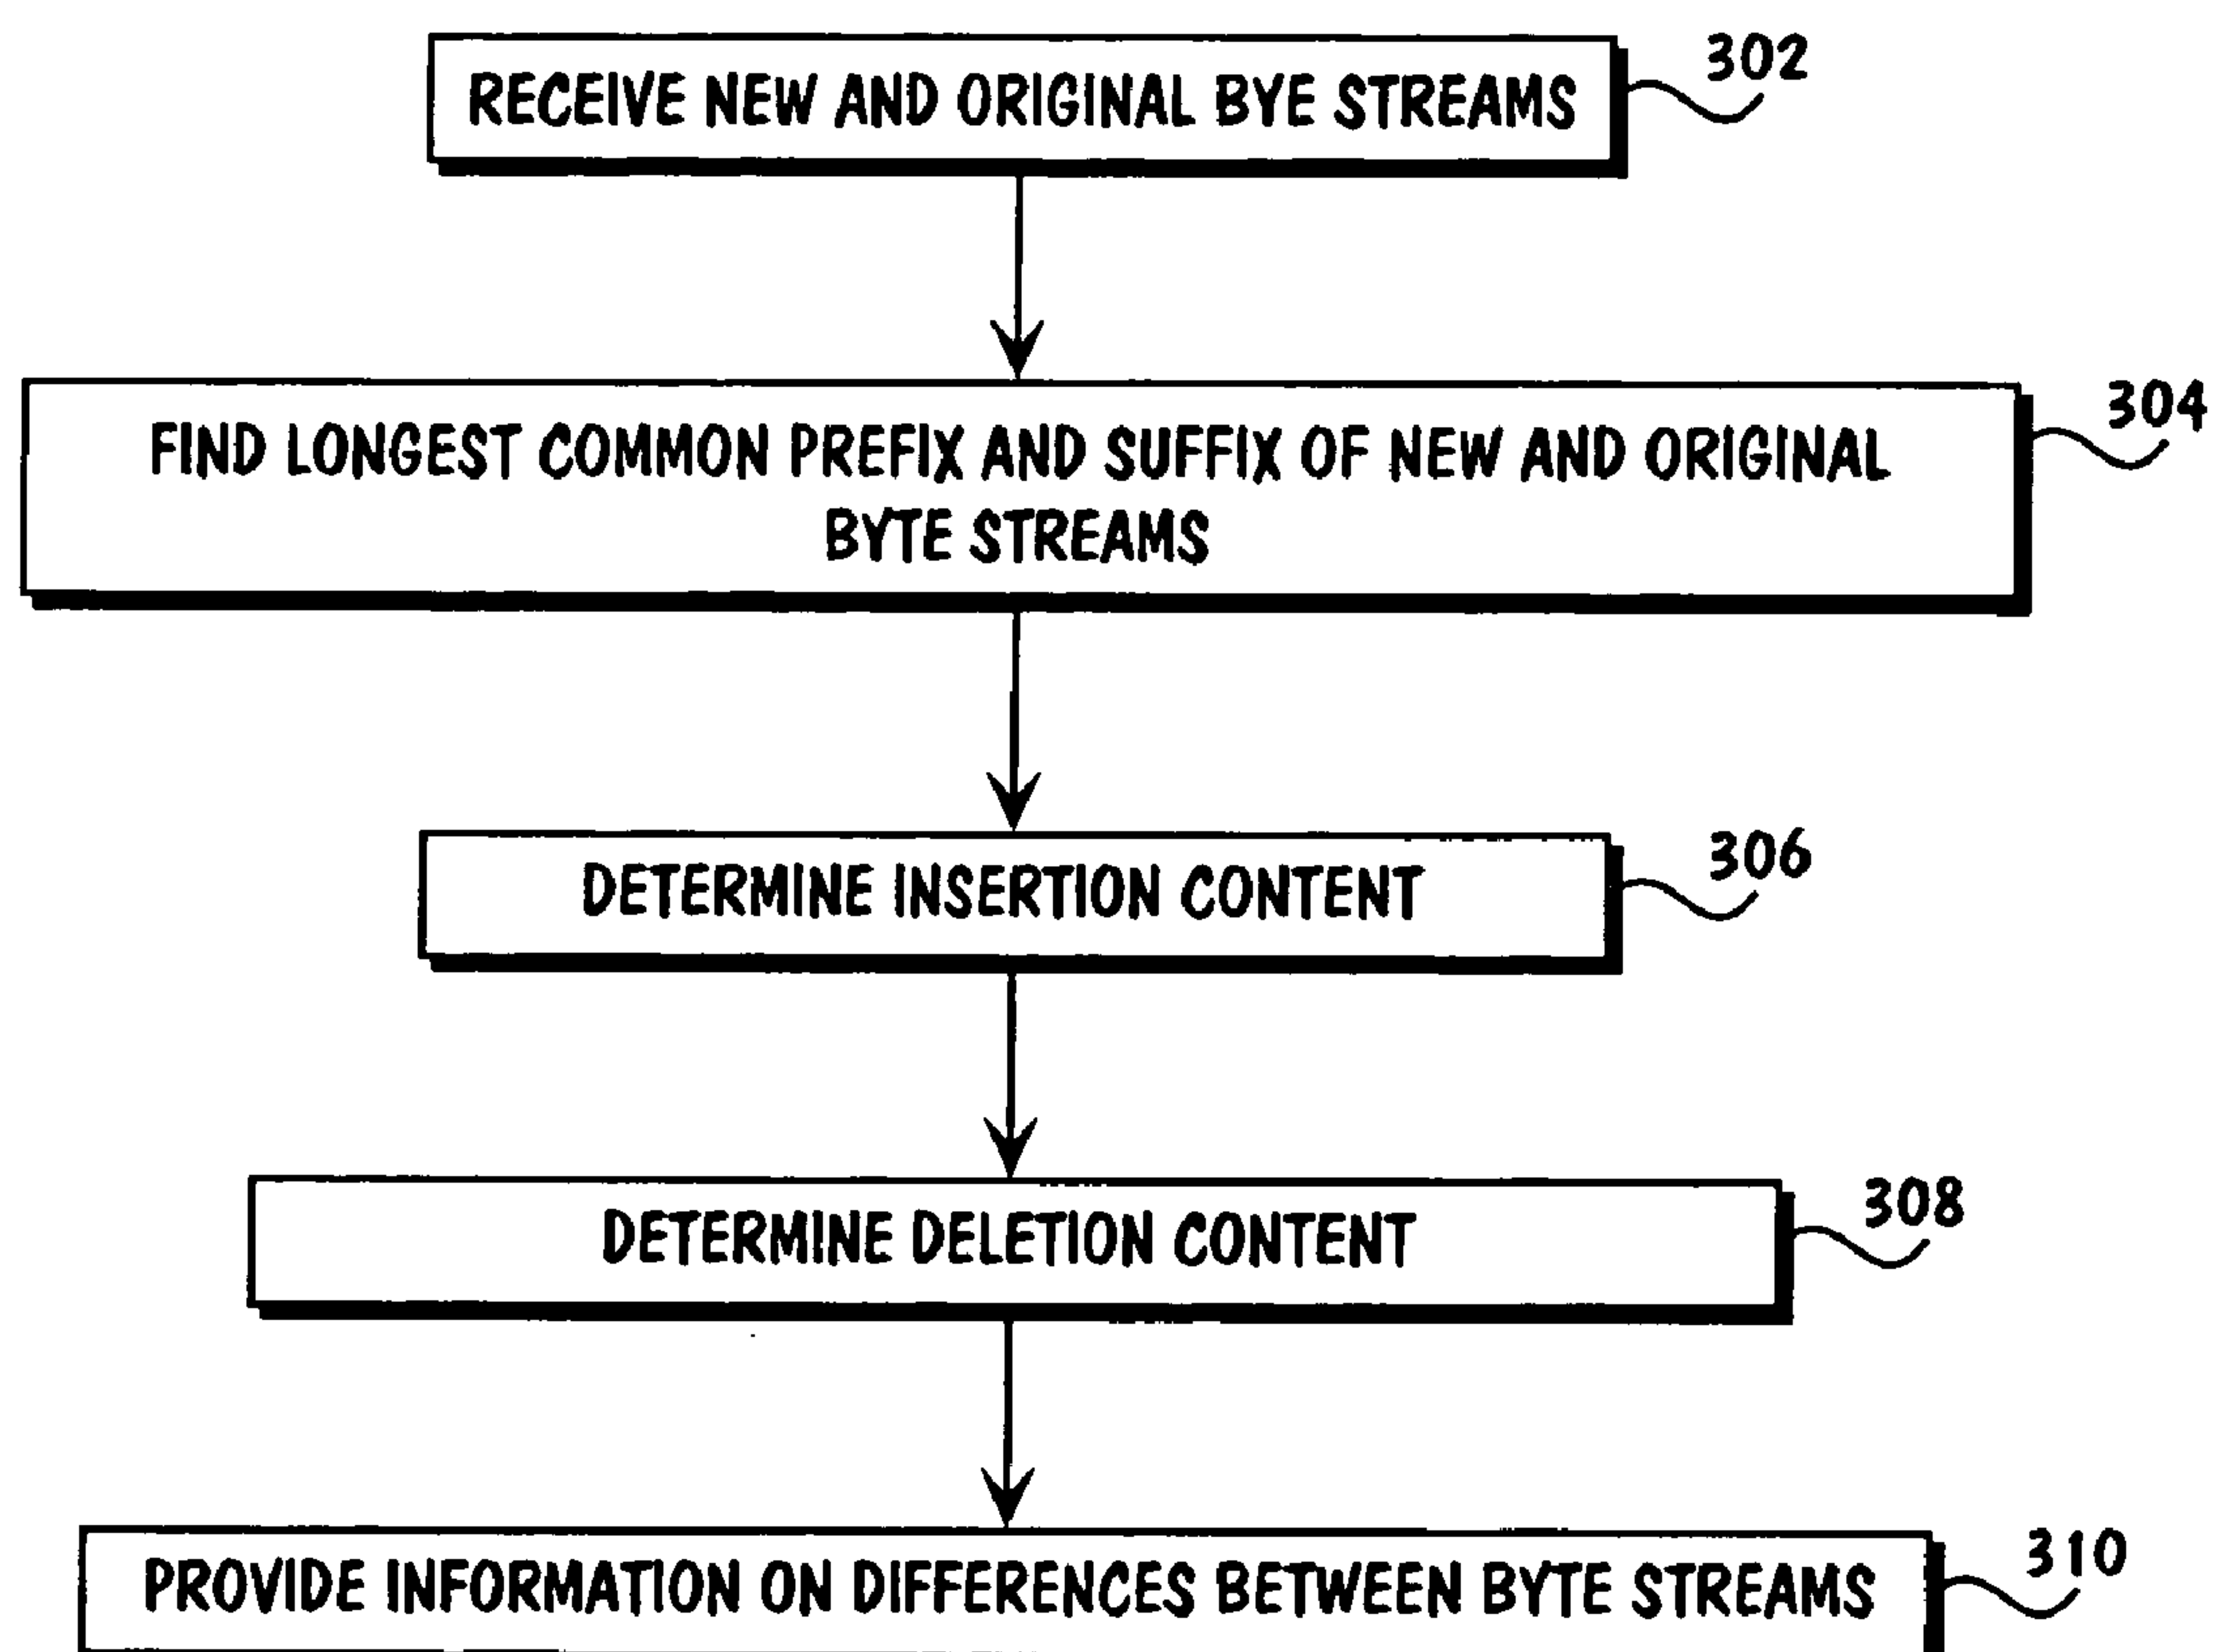 RECEIVE NEW AND ORIGINAL BYE STREAMS
302
FIND LONGEST COMMON PREFIX AND SUFFIX OF NEW AND ORIGINAL
BYTE STREAMS
304
DETERMINE INSERTION CONTENT
306
DETERMINE DELETION CONTENT
308
PROVIDE INFORMATION ON DIFFERENCES BETWEEN BYTE STREAMS
310